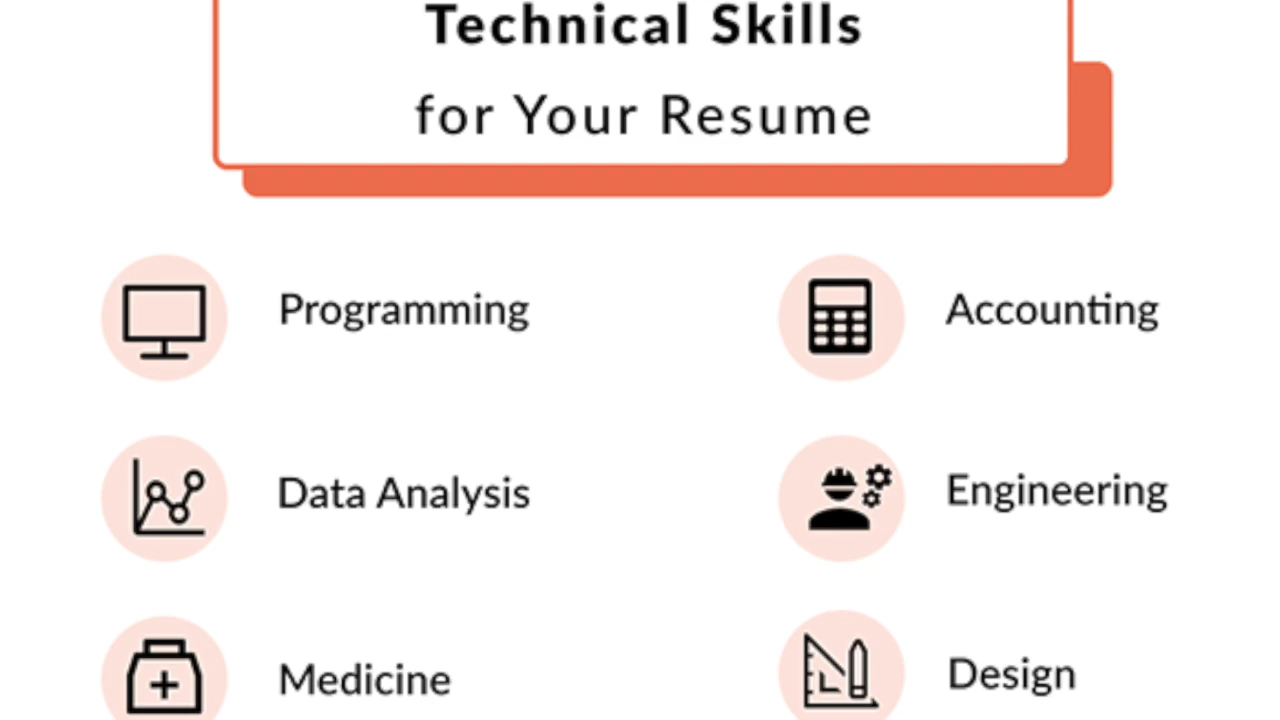 Technical Skills
for Your Resume
Programming
Accounting
Data Analysis
Engineering
Medicine
Design